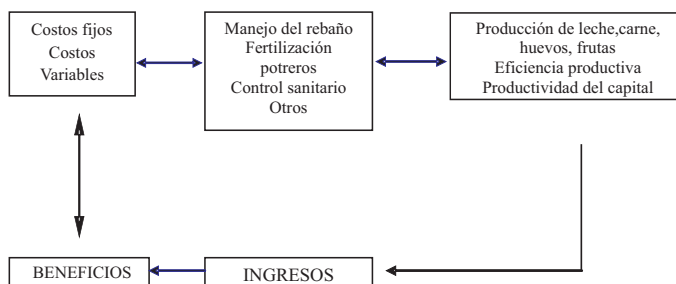 Costos fijos
Costos
Variables
Manejo del rebaño
Fertilización
potreros
Control sanitario
Otros
Producción de leche,carne,
huevos, frutas
Eficiencia productiva
Productividad del capital
BENEFICIOS
INGRESOS